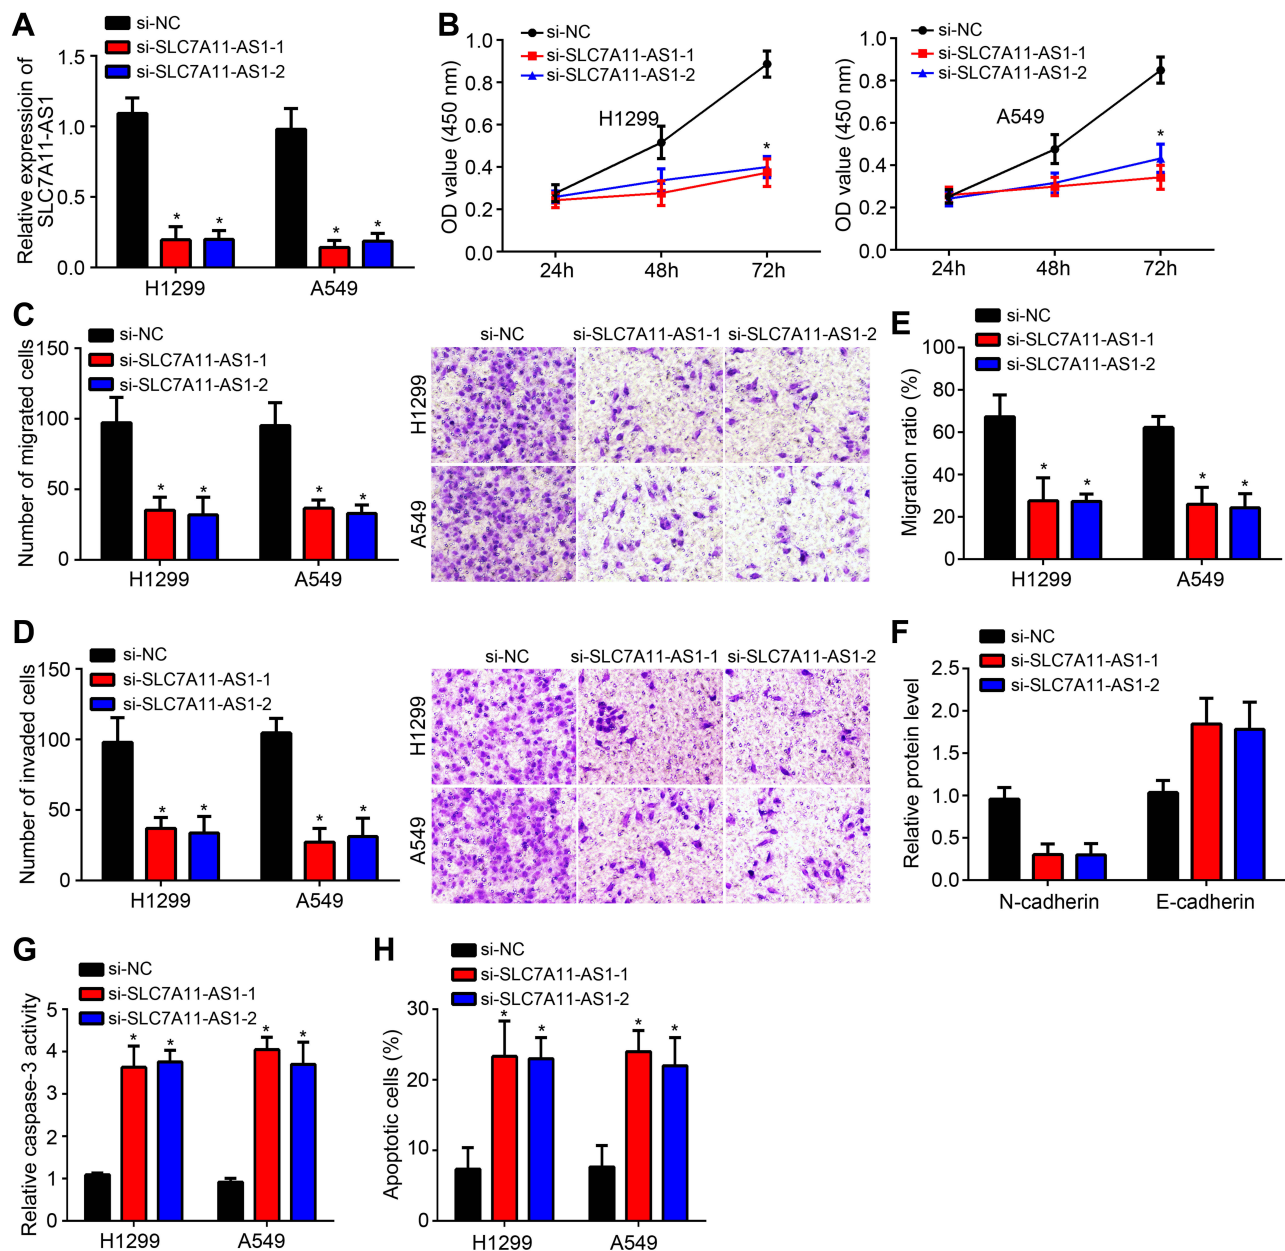 A
si-NC
si-SLC7A11-AS1-1
si-SLC7A11-AS1-2
Relative expressioin of
SLC7A11-AS1
1.5
1.0
0.5
0.0
* * * *
H1299 A549
B
si-NC
si-SLC7A11-AS1-1
si-SLC7A11-AS1-2
OD value (450 nm)
1.0
0.8
0.6
0.4
0.2
0.0
H1299
*
24h 48h 72h
si-NC
si-SLC7A11-AS1-1
si-SLC7A11-AS1-2
OD value (450 nm)
1.0
0.8
0.6
0.4
0.2
0.0
A549
*
24h 48h 72h
C
si-NC
si-SLC7A11-AS1-1
si-SLC7A11-AS1-2
Number of migrated cells
150
100
50
0
* * * *
H1299 A549
si-NC si-SLC7A11-AS1-1 si-SLC7A11-AS1-2
H1299
A549
E
si-NC
si-SLC7A11-AS1-1
si-SLC7A11-AS1-2
Migration ratio (%)
100
80
60
40
20
0
* * * *
H1299 A549
D
si-NC
si-SLC7A11-AS1-1
si-SLC7A11-AS1-2
Number of invaded cells
150
100
50
0
* * * *
H1299 A549
si-NC si-SLC7A11-AS1-1 si-SLC7A11-AS1-2
H1299
A549
F
si-NC
si-SLC7A11-AS1-1
si-SLC7A11-AS1-2
Relative protein level
2.5
2.0
1.5
1.0
0.5
0.0
N-cadherin E-cadherin
G
si-NC
si-SLC7A11-AS1-1
si-SLC7A11-AS1-2
Relative caspase-3 activity
5
4
3
2
1
0
* * * *
H1299 A549
H
si-NC
si-SLC7A11-AS1-1
si-SLC7A11-AS1-2
Apoptotic cells (%)
30
20
10
0
* * * *
H1299 A549